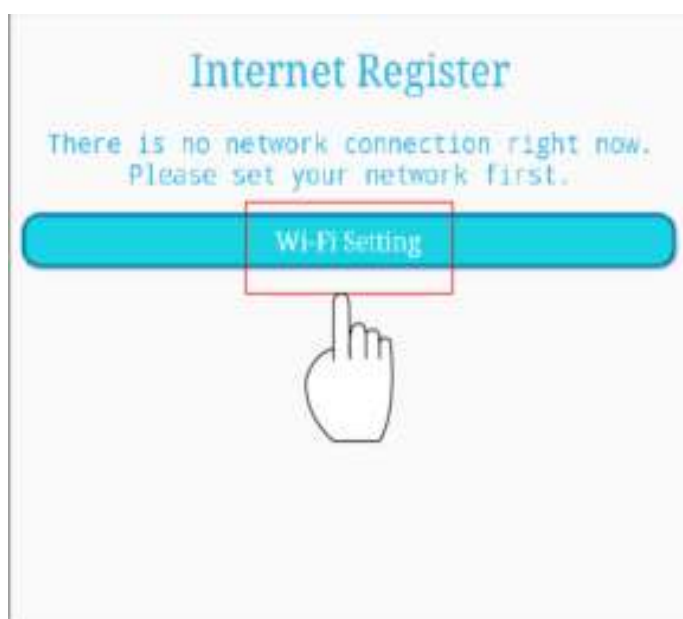 Internet Register
There is no network connection right now.
Please set your network first.
Wi-Fi Setting